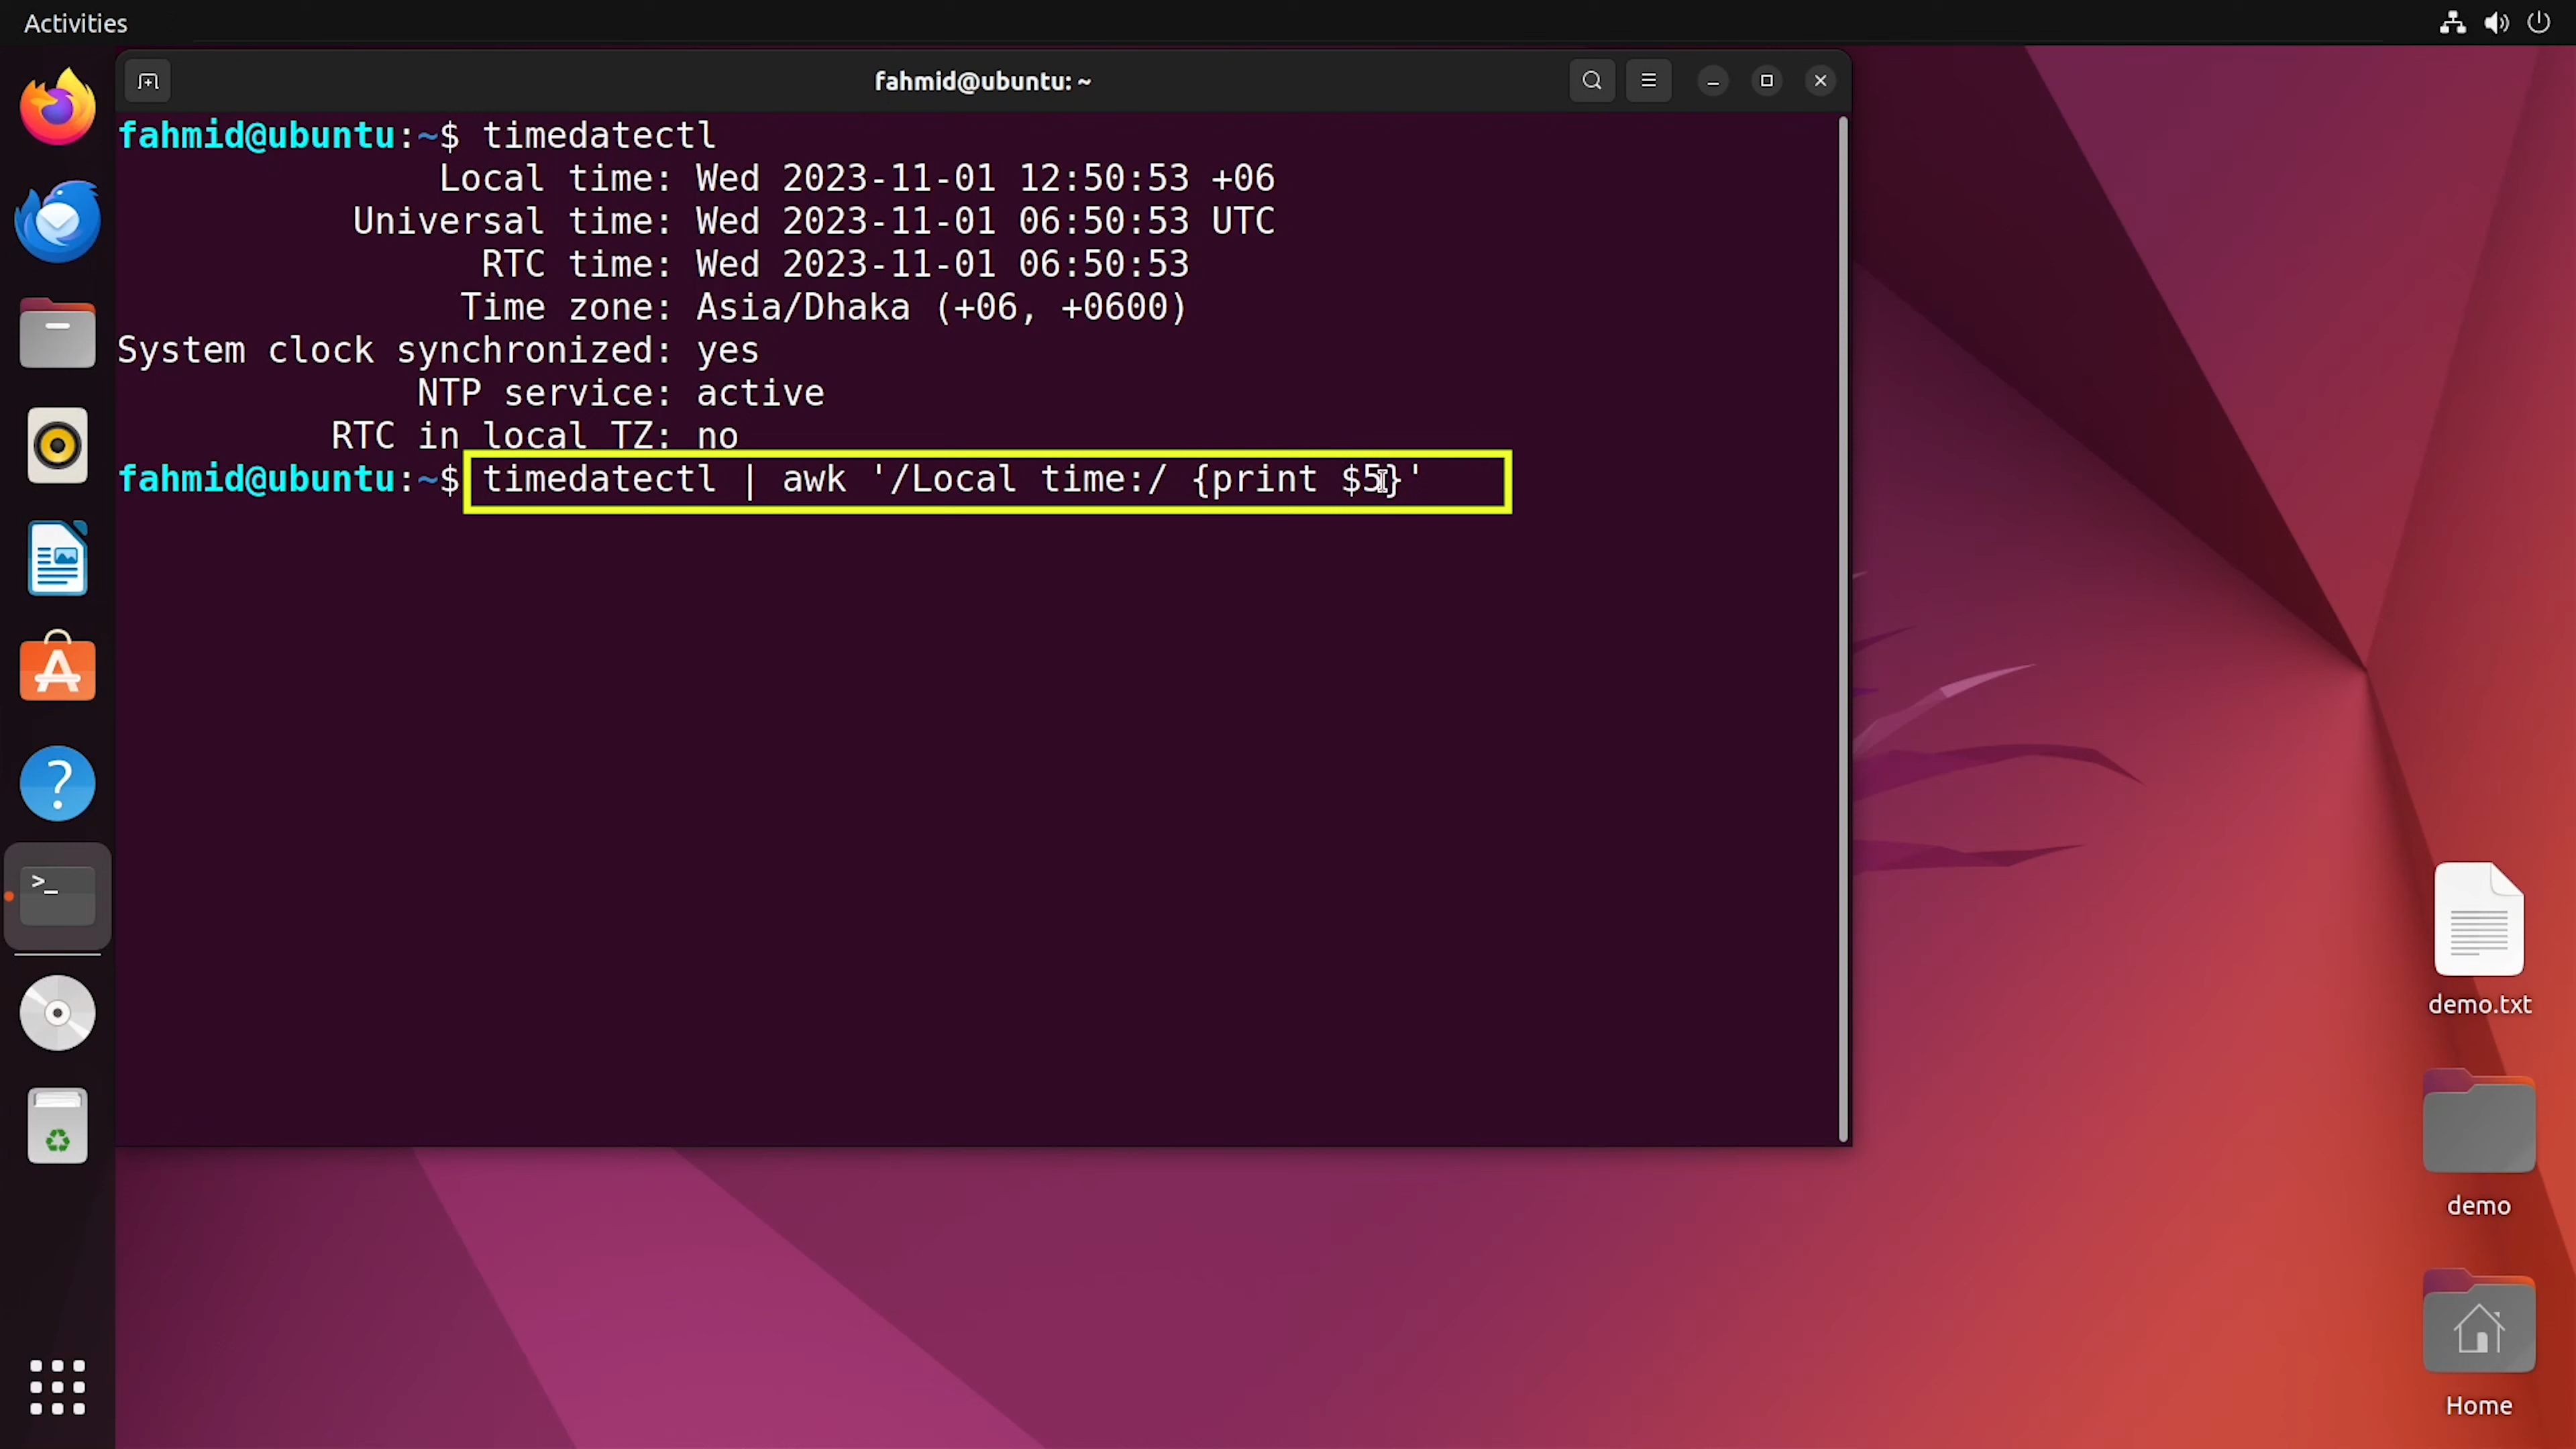 Activities
fahmid@ubuntu: ~
fahmid@ubuntu:~$ timedatectl
Local time: Wed 2023-11-01 12:50:53 +06
Universal time: Wed 2023-11-01 06:50:53 UTC
RTC time: Wed 2023-11-01 06:50:53
Time zone: Asia/Dhaka (+06, +0600)
System clock synchronized: yes
NTP service: active
RTC in local TZ: no
fahmid@ubuntu:~$ timedatectl | awk '/Local time:/ {print $5}'
demo.txt
demo
Home